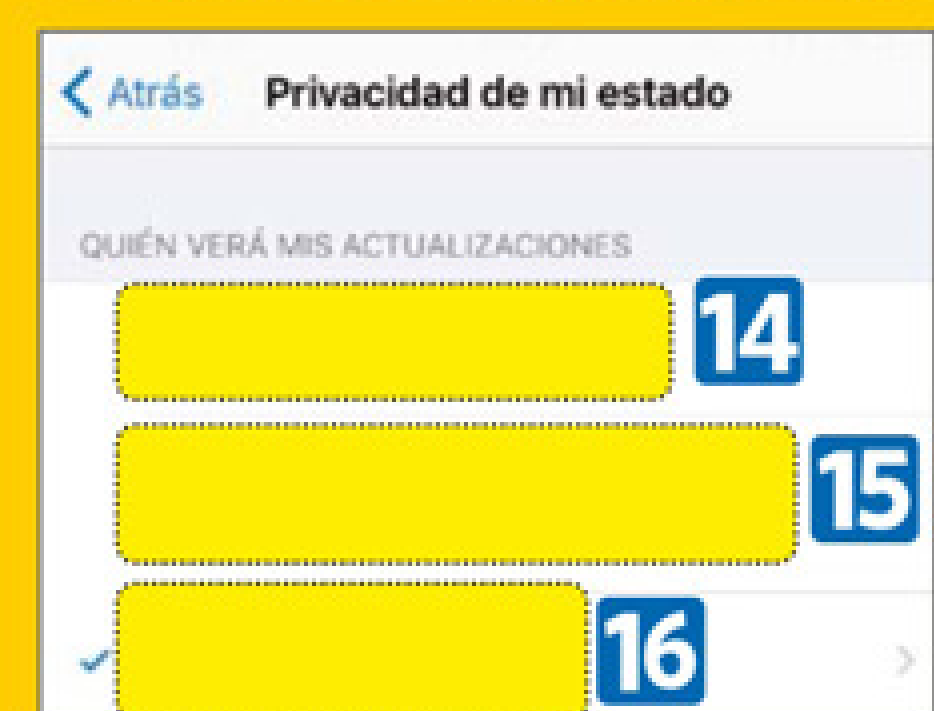 Atrás Privacidad de mi estado
QUIÉN VERÁ MIS ACTUALIZACIONES
14
15
16